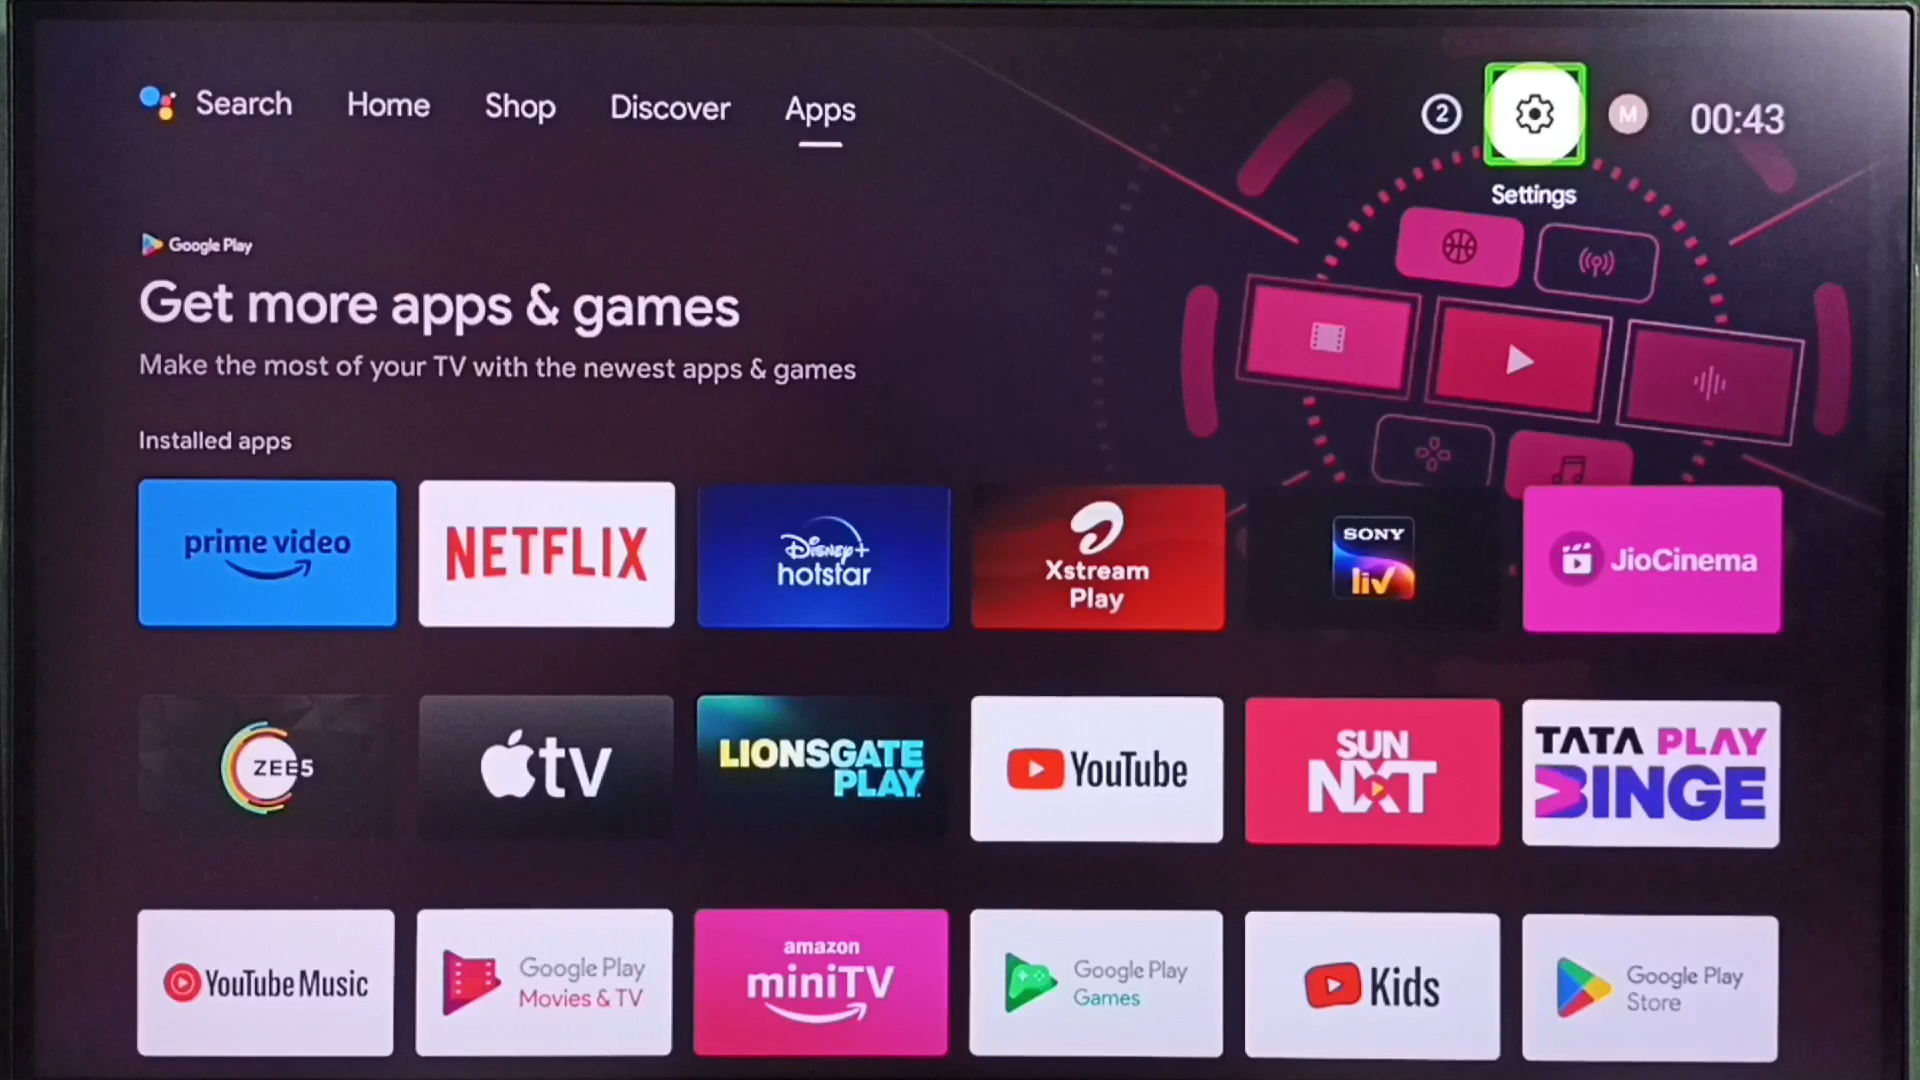 Search Home Shop Discover Apps
2 M 00:43
Settings
Google Play
Get more apps & games
Make the most of your TV with the newest apps & games
Installed apps
prime video
NETFLIX
Disney+
hotstar
Xstream
Play
SONY
liv
JioCinema
ZEE5
tv
LIONSGATE
PLAY
YouTube
SUN
NXT
TATA PLAY
BINGE
YouTube Music
Google Play
Movies & TV
amazon
miniTV
Google Play
Games
Kids
Google Play
Store